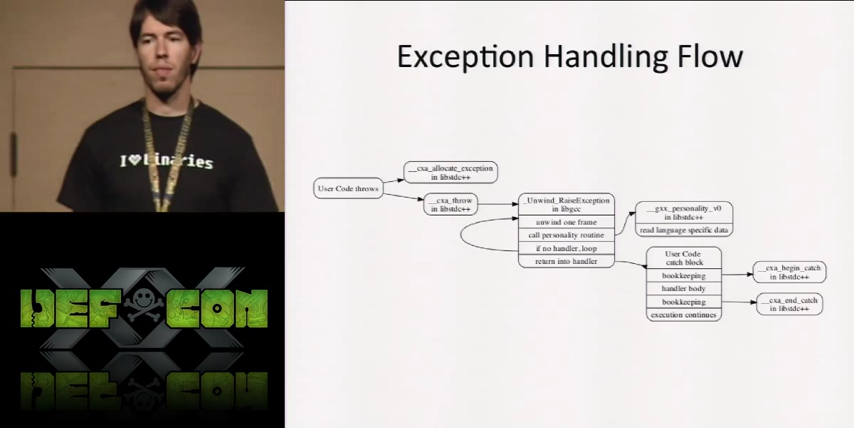 I♥Binaries
DEF CON
Exception Handling Flow
User Code throws
__cxa_allocate_exception
in libstdc++
__cxa_throw
in libstdc++
_Unwind_RaiseException
in libgcc
unwind one frame
call personality routine
if no handler, loop
return into handler
__gxx_personality_v0
in libstdc++
read language specific data
User Code
catch block
bookkeeping
handler body
bookkeeping
execution continues
__cxa_begin_catch
in libstdc++
__cxa_end_catch
in libstdc++